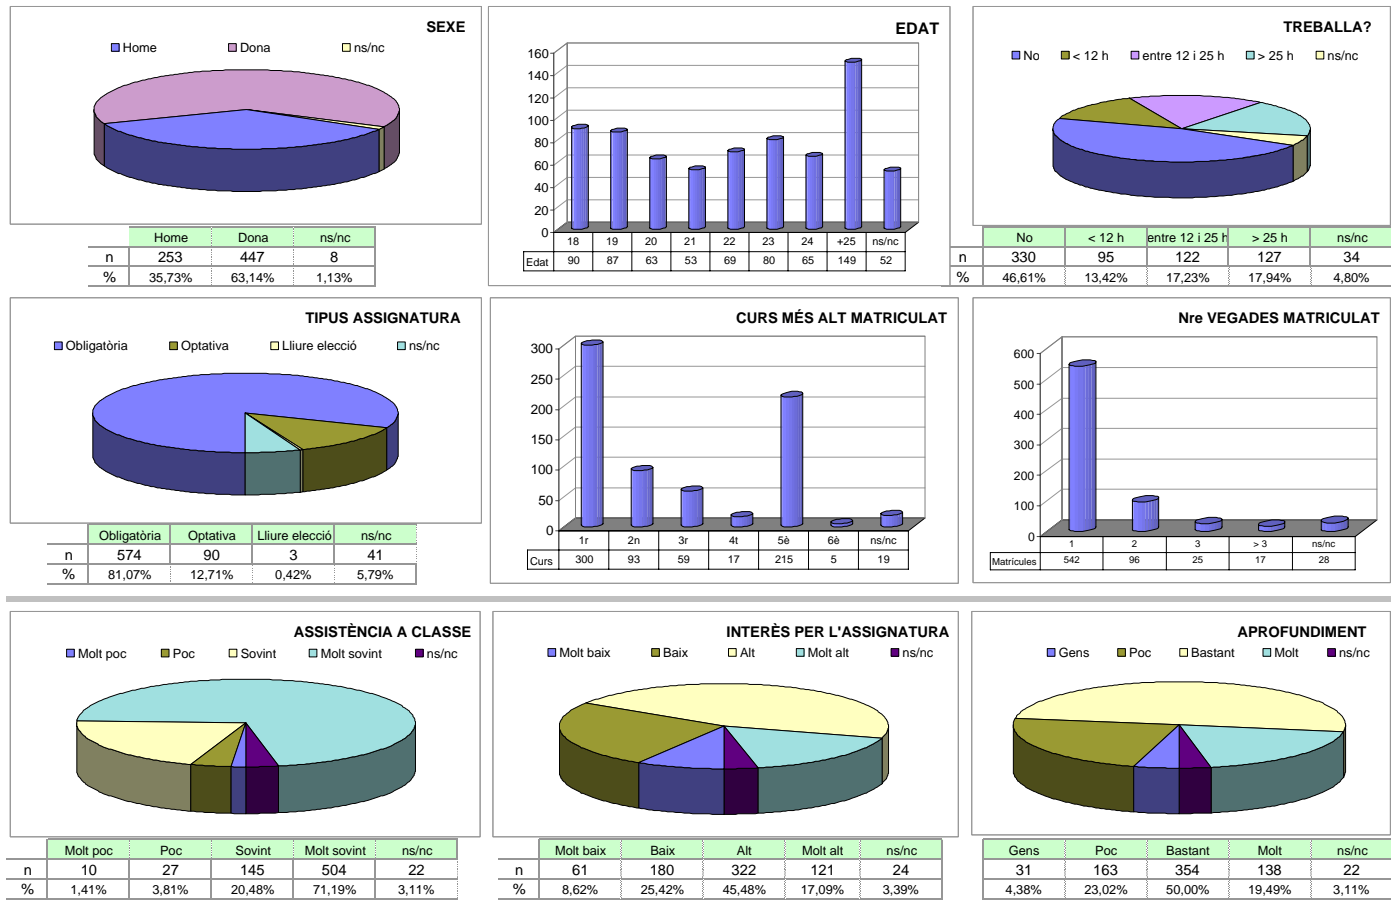 SEXE
Home Dona ns/nc
Home Dona ns/nc
n 253 447 8
% 35,73% 63,14% 1,13%
EDAT
160
140
120
100
80
60
40
20
0
18 19 20 21 22 23 24 +25 ns/nc
Edat 90 87 63 53 69 80 65 149 52
TREBALLA?
No < 12 h entre 12 i 25 h > 25 h ns/nc
No < 12 h entre 12 i 25 h > 25 h ns/nc
n 330 95 122 127 34
% 46,61% 13,42% 17,23% 17,94% 4,80%
TIPUS ASSIGNATURA
Obligatòria Optativa Lliure elecció ns/nc
Obligatòria Optativa Lliure elecció ns/nc
n 574 90 3 41
% 81,07% 12,71% 0,42% 5,79%
CURS MÉS ALT MATRICULAT
300
250
200
150
100
50
0
1r 2n 3r 4t 5è 6è ns/nc
Curs 300 93 59 17 215 5 19
Nre VEGADES MATRICULAT
600
500
400
300
200
100
0
1 2 3 > 3 ns/nc
Matrícules 542 96 25 17 28
ASSISTÈNCIA A CLASSE
Molt poc Poc Sovint Molt sovint ns/nc
Molt poc Poc Sovint Molt sovint ns/nc
n 10 27 145 504 22
% 1,41% 3,81% 20,48% 71,19% 3,11%
INTERÈS PER L'ASSIGNATURA
Molt baix Baix Alt Molt alt ns/nc
Molt baix Baix Alt Molt alt ns/nc
n 61 180 322 121 24
% 8,62% 25,42% 45,48% 17,09% 3,39%
APROFUNDIMENT
Gens Poc Bastant Molt ns/nc
Gens Poc Bastant Molt ns/nc
31 163 354 138 22
4,38% 23,02% 50,00% 19,49% 3,11%